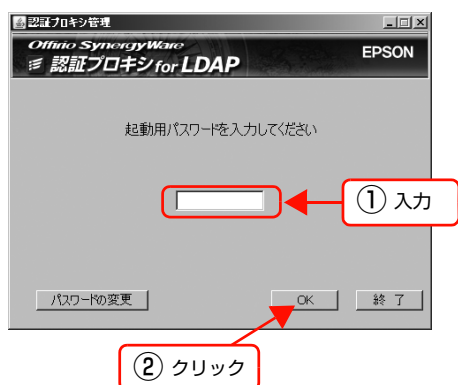 認証プロキシ管理
Offirio SynergyWare
認証プロキシ for LDAP
EPSON
起動用パスワードを入力してください
① 入力
パスワードの変更
OK
終 了
② クリック